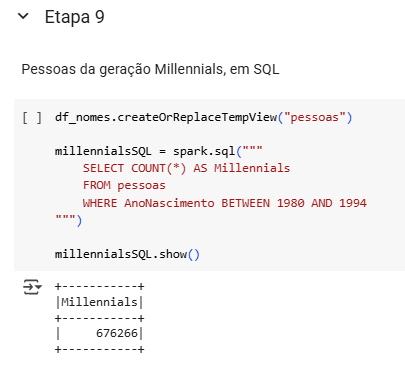 Etapa 9
Pessoas da geração Millennials, em SQL
[ ] df_nomes.createOrReplaceTempView("pessoas")
millennialsSQL = spark.sql("""
    SELECT COUNT(*) AS Millennials
    FROM pessoas
    WHERE AnoNascimento BETWEEN 1980 AND 1994
""")
millennialsSQL.show()
+-----------+
|Millennials|
+-----------+
|     676266|
+-----------+